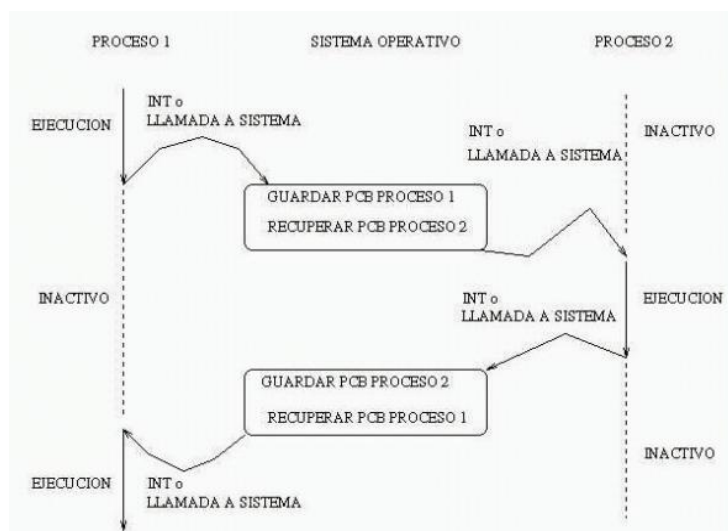 PROCESO 1
SISTEMA OPERATIVO
PROCESO 2
INT o
LLAMADA A SISTEMA
EJECUCION
INT o
LLAMADA A SISTEMA
INACTIVO
GUARDAR PCB PROCESO 1
RECUPERAR PCB PROCESO 2
INACTIVO
INT o
LLAMADA A SISTEMA
EJECUCION
GUARDAR PCB PROCESO 2
RECUPERAR PCB PROCESO 1
INACTIVO
EJECUCION
INT o
LLAMADA A SISTEMA